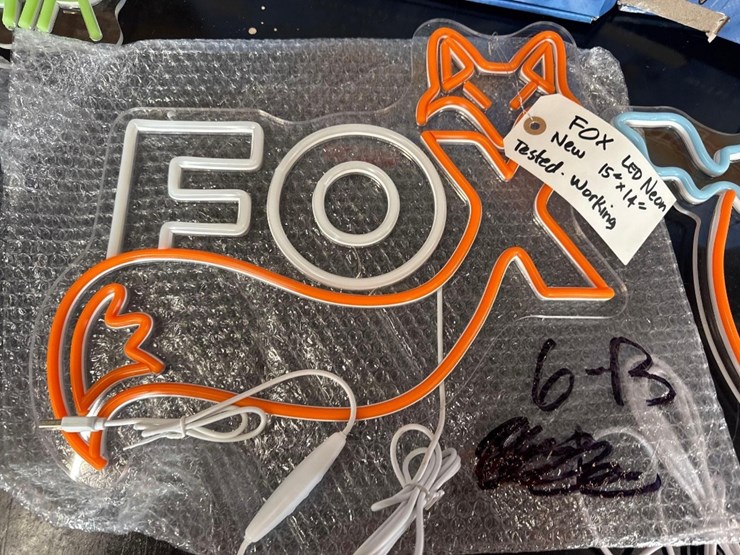 FOX
FOX LED Neon
New 15" x 14"
Tested. Working
6-B